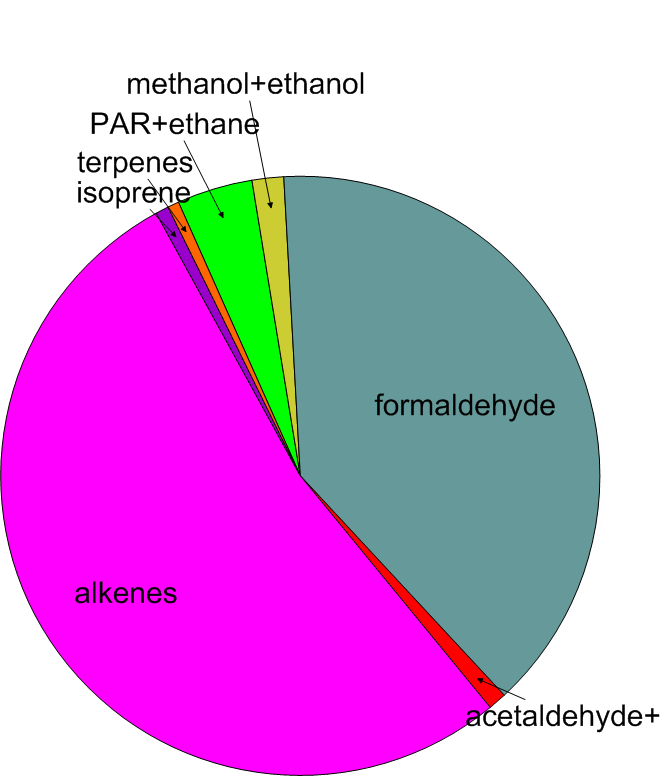 methanol+ethanol
PAR+ethane
terpenes
isoprene
formaldehyde
alkenes
acetaldehyde+